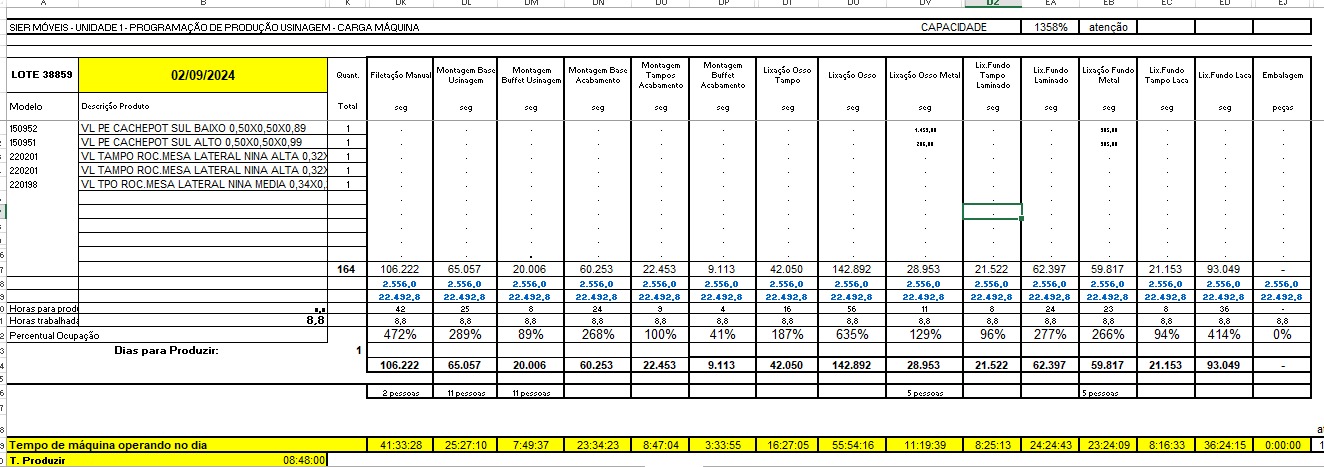 A B K DK DL DM DN DO DP DT DU DV DZ EA EB EC ED EJ
SIER MÓVEIS - UNIDADE 1 - PROGRAMAÇÃO DE PRODUÇÃO USINAGEM - CARGA MÁQUINA CAPACIDADE 1358% atenção
LOTE 38859 02/09/2024 Quant. Filetação Manual Montagem Base Usinagem Montagem Buffet Usinagem Montagem Base Acabamento Montagem Tampos Acabamento Montagem Buffet Acabamento Lixação Osso Tampo Lixação Osso Lixação Osso Metal Lix.Fundo Tampo Laminado Lix.Fundo Laminado Lixação Fundo Metal Lix.Fundo Tampo Laca Lix.Fundo Laca Embalagem
Modelo Descrição Produto Total seg seg seg seg seg seg seg seg seg seg seg seg seg seg peças
150952 VL PE CACHEPOT SUL BAIXO 0,50X0,50X0,89 1
150951 VL PE CACHEPOT SUL ALTO 0,50X0,50X0,99 1
220201 VL TAMPO ROC.MESA LATERAL NINA ALTA 0,32X 1
220201 VL TAMPO ROC.MESA LATERAL NINA ALTA 0,32X 1
220198 VL TPO ROC.MESA LATERAL NINA MEDIA 0,34X0, 1
164 106.222 65.057 20.006 60.253 22.453 9.113 42.050 142.892 28.953 21.522 62.397 59.817 21.153 93.049 -
2.556,0 2.556,0 2.556,0 2.556,0 2.556,0 2.556,0 2.556,0 2.556,0 2.556,0 2.556,0 2.556,0 2.556,0 2.556,0 2.556,0 2.556,0
22.492,8 22.492,8 22.492,8 22.492,8 22.492,8 22.492,8 22.492,8 22.492,8 22.492,8 22.492,8 22.492,8 22.492,8 22.492,8 22.492,8 22.492,8
Horas para prod 42 25 8 24 9 4 16 56 11 8 24 23 8 36 -
Horas trabalhada 8,8 8,8 8,8 8,8 8,8 8,8 8,8 8,8 8,8 8,8 8,8 8,8 8,8 8,8 8,8 8,8
Percentual Ocupação 472% 289% 89% 268% 100% 41% 187% 635% 129% 96% 277% 266% 94% 414% 0%
Dias para Produzir: 1
106.222 65.057 20.006 60.253 22.453 9.113 42.050 142.892 28.953 21.522 62.397 59.817 21.153 93.049 -
2 pessoas 11 pessoas 11 pessoas 5 pessoas 5 pessoas
Tempo de máquina operando no dia 41:33:28 25:27:10 7:49:37 23:34:23 8:47:04 3:33:55 16:27:05 55:54:16 11:19:39 8:25:13 24:24:43 23:24:09 8:16:33 36:24:15 0:00:00
T. Produzir 08:48:00